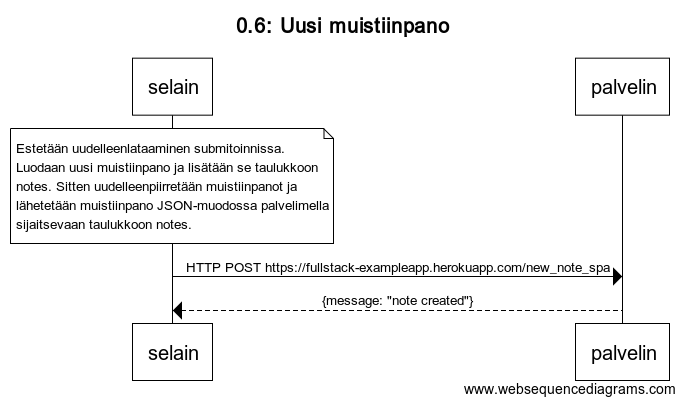 0.6: Uusi muistiinpano
selain
palvelin
Estetään uudelleenlataaminen submitoinnissa.
Luodaan uusi muistiinpano ja lisätään se taulukkoon
notes. Sitten uudelleenpiirretään muistiinpanot ja
lähetetään muistiinpano JSON-muodossa palvelimella
sijaitsevaan taulukkoon notes.
HTTP POST https://fullstack-exampleapp.herokuapp.com/new_note_spa
{message: "note created"}
selain
palvelin
www.websequencediagrams.com